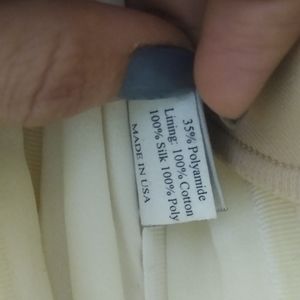 35% Polyamide
Lining: 100% Cotton
100% Silk 100% Poly
MADE IN USA